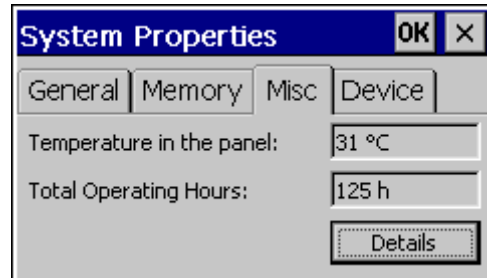 System Properties OK ×
General Memory Misc Device
Temperature in the panel: 31 °C
Total Operating Hours: 125 h
Details